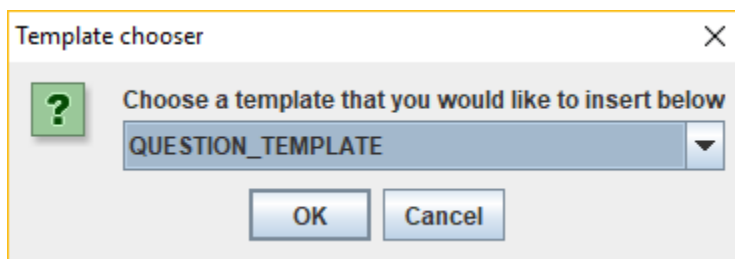 Template chooser
?
Choose a template that you would like to insert below
QUESTION_TEMPLATE
OK Cancel